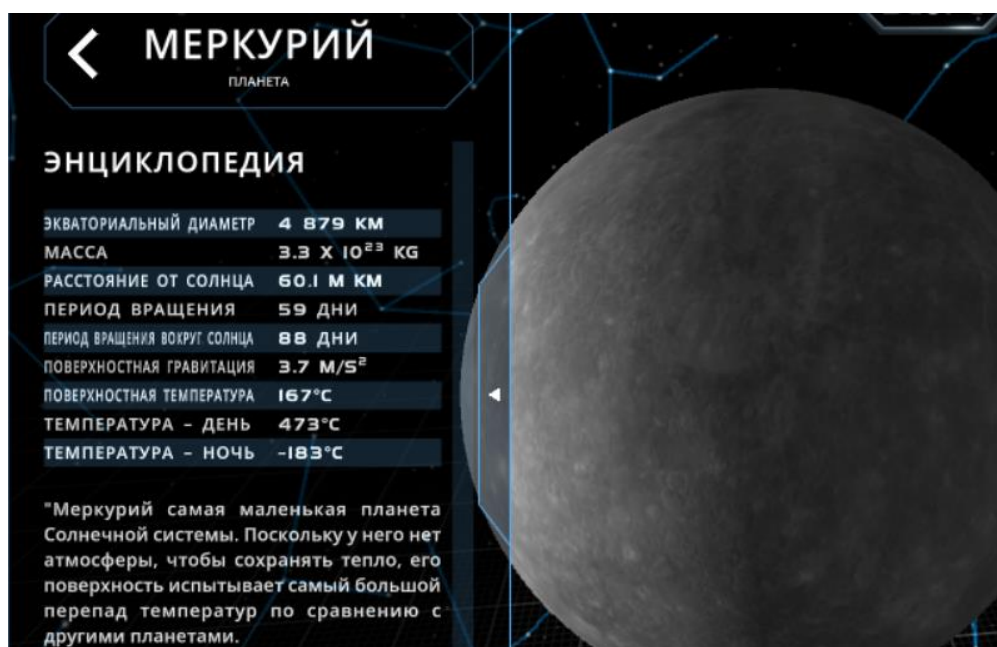 МЕРКУРИЙ
ПЛАНЕТА
ЭНЦИКЛОПЕДИЯ
ЭКВАТОРИАЛЬНЫЙ ДИАМЕТР 4 879 KM
МАССА 3.3 X 10²³ KG
РАССТОЯНИЕ ОТ СОЛНЦА 60.1 M KM
ПЕРИОД ВРАЩЕНИЯ 59 ДНИ
ПЕРИОД ВРАЩЕНИЯ ВОКРУГ СОЛНЦА 88 ДНИ
ПОВЕРХНОСТНАЯ ГРАВИТАЦИЯ 3.7 M/S²
ПОВЕРХНОСТНАЯ ТЕМПЕРАТУРА 167°C
ТЕМПЕРАТУРА - ДЕНЬ 473°C
ТЕМПЕРАТУРА - НОЧЬ -183°C
"Меркурий самая маленькая планета
Солнечной системы. Поскольку у него нет
атмосферы, чтобы сохранять тепло, его
поверхность испытывает самый большой
перепад температур по сравнению с
другими планетами.